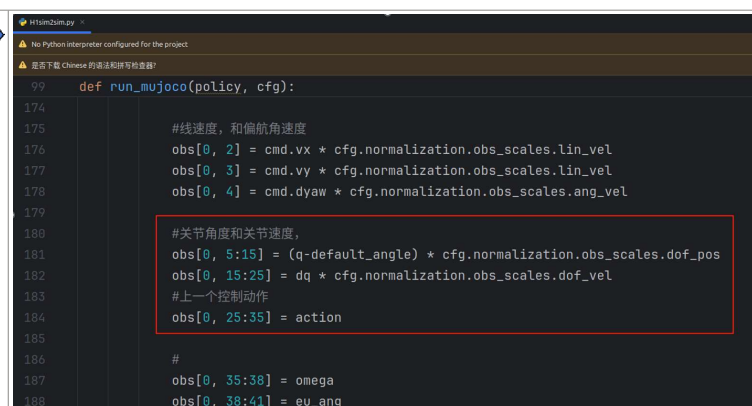 H1sim2sim.py ×
No Python interpreter configured for the project
是否下载 Chinese 的语法和拼写检查器?
99 def run_mujoco(policy, cfg):
174
175 #线速度，和偏航角速度
176 obs[0, 2] = cmd.vx * cfg.normalization.obs_scales.lin_vel
177 obs[0, 3] = cmd.vy * cfg.normalization.obs_scales.lin_vel
178 obs[0, 4] = cmd.dyaw * cfg.normalization.obs_scales.ang_vel
179
180 #关节角度和关节速度，
181 obs[0, 5:15] = (q-default_angle) * cfg.normalization.obs_scales.dof_pos
182 obs[0, 15:25] = dq * cfg.normalization.obs_scales.dof_vel
183 #上一个控制动作
184 obs[0, 25:35] = action
185
186 #
187 obs[0, 35:38] = omega
188 obs[0, 38:41] = eu_ang